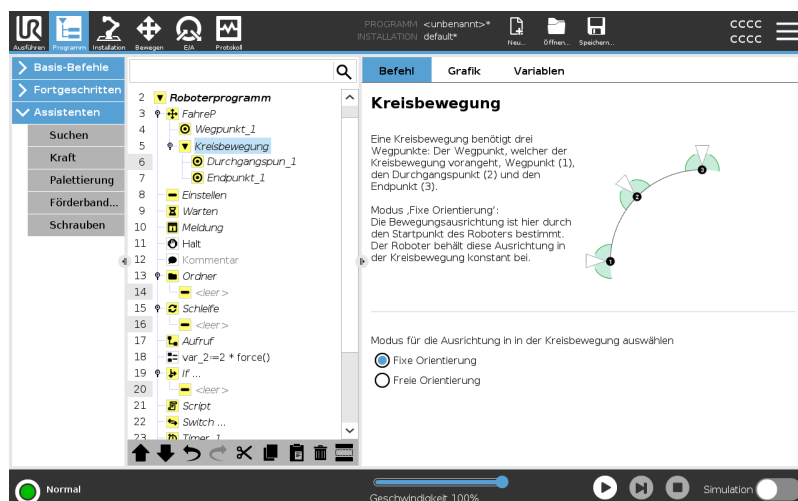 UR
PROGRAMM <unbenannt>*
INSTALLATION default*
CCCC
CCCC
Ausführen Programm Installation Bewegen E/A Protokoll Neu... Öffnen... Speichern...
Basis-Befehle
Fortgeschritten
Assistenten
Suchen
Kraft
Palettierung
Förderband...
Schrauben
2 Roboterprogramm
3 FahreP
4 Wegpunkt_1
5 Kreisbewegung
6 Durchgangspun_1
7 Endpunkt_1
8 Einstellen
9 Warten
10 Meldung
11 Halt
12 Kommentar
13 Ordner
14 <leer>
15 Schleife
16 <leer>
17 Aufruf
18 var_2:=2 * force()
19 If ...
20 <leer>
21 Script
22 Switch ...
23 Timer_1
Befehl Grafik Variablen
Kreisbewegung
Eine Kreisbewegung benötigt drei
Wegpunkte: Der Wegpunkt, welcher der
Kreisbewegung vorangeht, Wegpunkt (1),
den Durchgangspunkt (2) und den
Endpunkt (3).
Modus ‚Fixe Orientierung‘:
Die Bewegungsausrichtung ist hier durch
den Startpunkt des Roboters bestimmt.
Der Roboter behält diese Ausrichtung in
der Kreisbewegung konstant bei.
3
2
1
Modus für die Ausrichtung in in der Kreisbewegung auswählen
Fixe Orientierung
Freie Orientierung
Normal
Geschwindigkeit 100%
Simulation